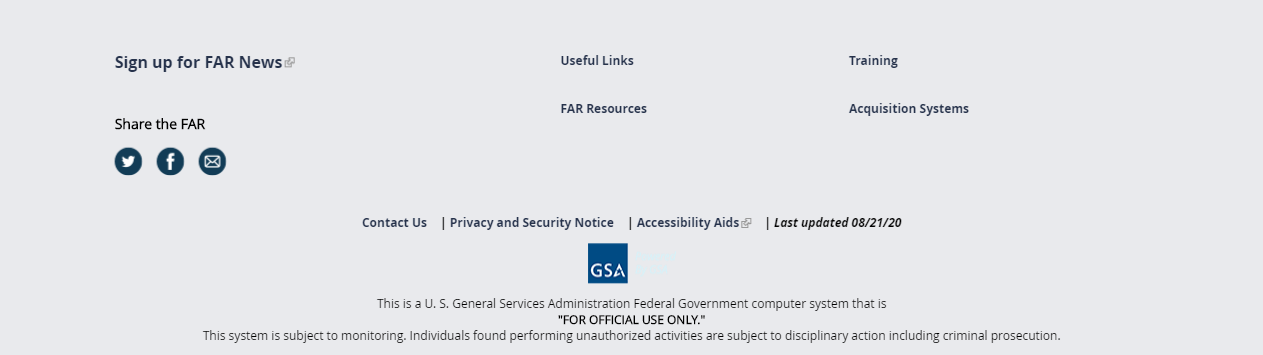 Sign up for FAR News
Useful Links
Training
FAR Resources
Acquisition Systems
Share the FAR
Contact Us | Privacy and Security Notice | Accessibility Aids | Last updated 08/21/20
GSA
This is a U. S. General Services Administration Federal Government computer system that is
"FOR OFFICIAL USE ONLY."
This system is subject to monitoring. Individuals found performing unauthorized activities are subject to disciplinary action including criminal prosecution.